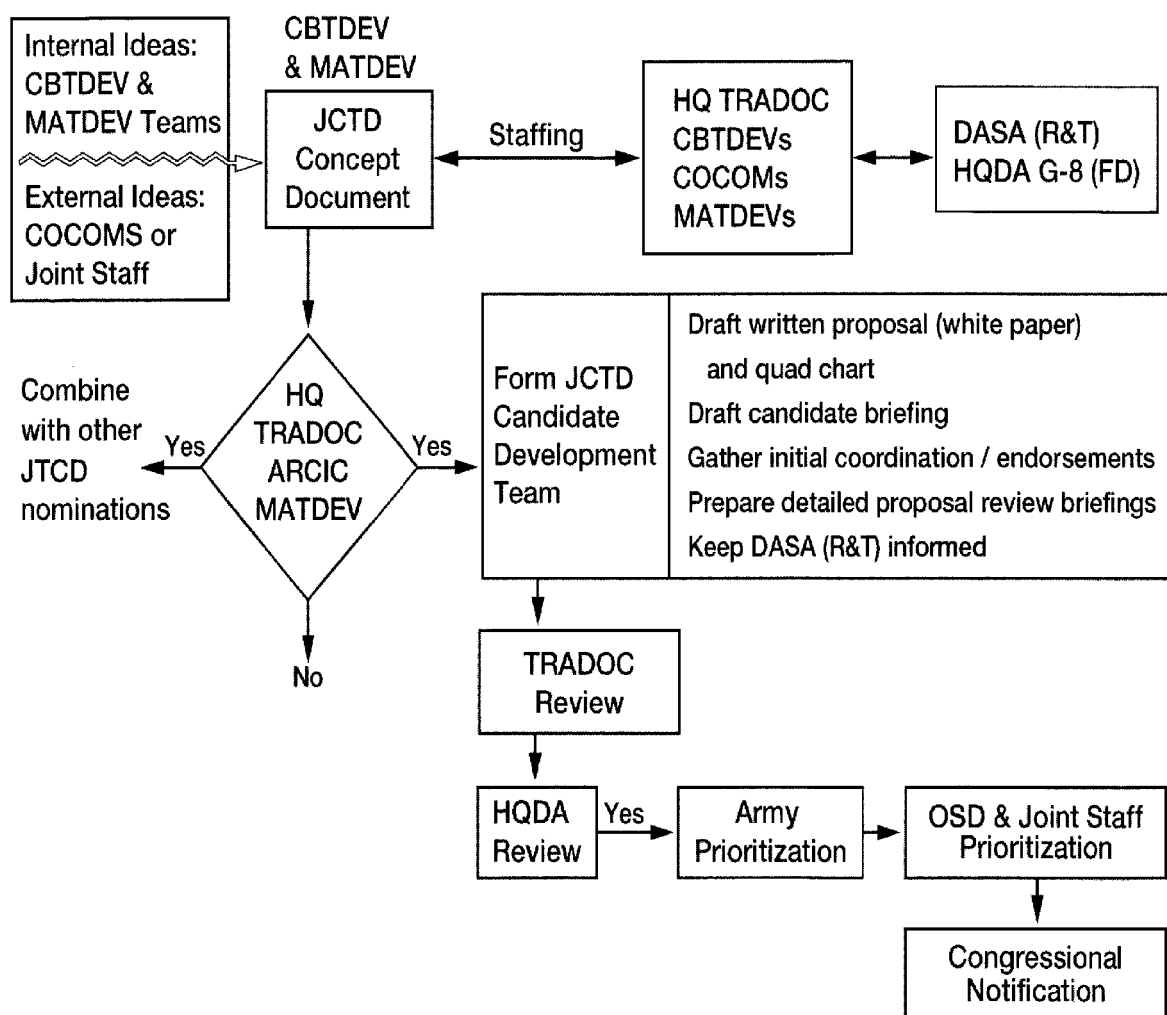 Internal Ideas:
CBTDEV &
MATDEV Teams
External Ideas:
COCOMS or
Joint Staff
CBTDEV
& MATDEV
JCTD
Concept
Document
Staffing
HQ TRADOC
CBTDEVs
COCOMs
MATDEVs
DASA (R&T)
HQDA G-8 (FD)
HQ
TRADOC
ARCIC
MATDEV
Yes
Combine
with other
JTCD
nominations
No
Yes
Form JCTD
Candidate
Development
Team
Draft written proposal (white paper)
and quad chart
Draft candidate briefing
Gather initial coordination / endorsements
Prepare detailed proposal review briefings
Keep DASA (R&T) informed
TRADOC
Review
HQDA
Review
Yes
Army
Prioritization
OSD & Joint Staff
Prioritization
Congressional
Notification